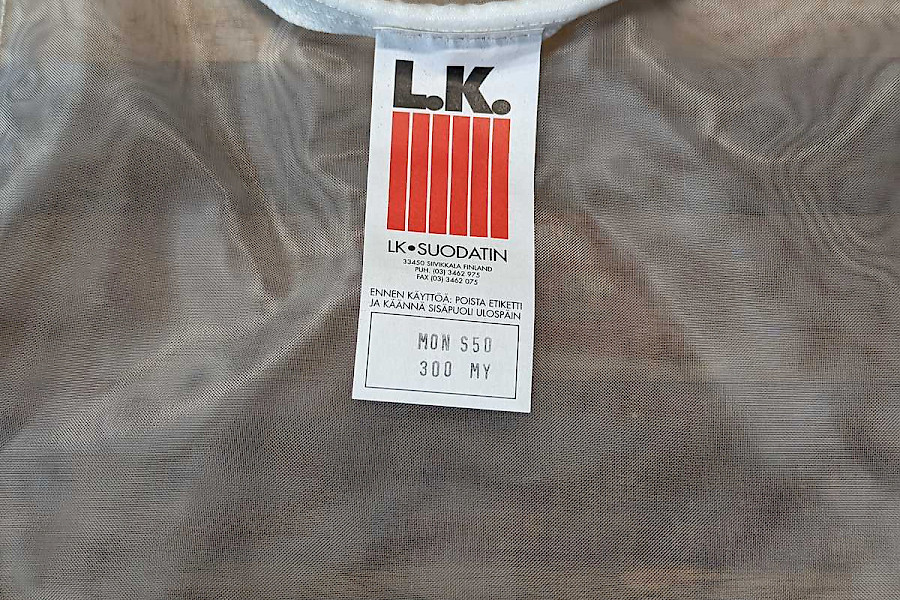 L.K.
LK•SUODATIN
33450 SIIVIKKALA FINLAND
PUH. (03) 3462 975
FAX (03) 3462 075
ENNEN KÄYTTÖÄ: POISTA ETIKETTI
JA KÄÄNNÄ SISÄPUOLI ULOSPÄIN
MON S50
300 MY